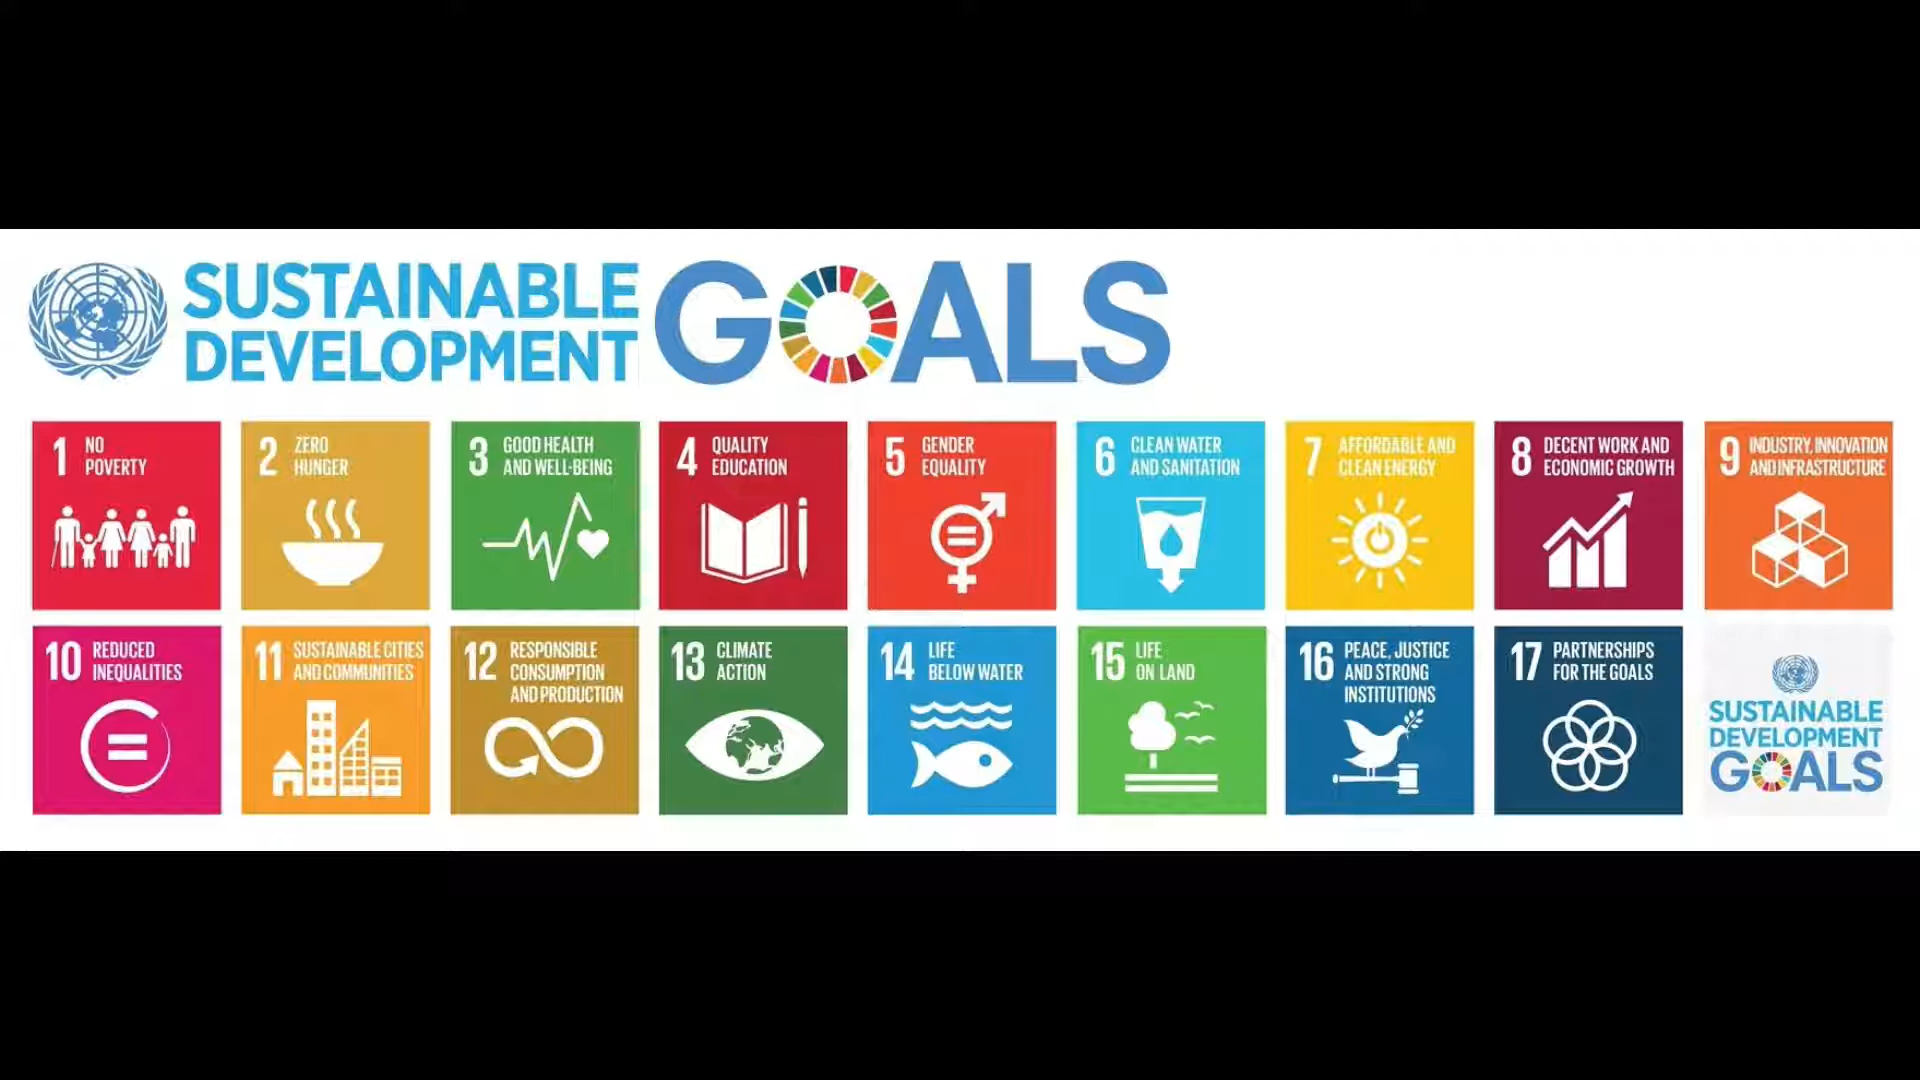 SUSTAINABLE
DEVELOPMENT
GOALS
1 NO
POVERTY
2 ZERO
HUNGER
3 GOOD HEALTH
AND WELL-BEING
4 QUALITY
EDUCATION
5 GENDER
EQUALITY
6 CLEAN WATER
AND SANITATION
7 AFFORDABLE AND
CLEAN ENERGY
8 DECENT WORK AND
ECONOMIC GROWTH
9 INDUSTRY, INNOVATION
AND INFRASTRUCTURE
10 REDUCED
INEQUALITIES
11 SUSTAINABLE CITIES
AND COMMUNITIES
12 RESPONSIBLE
CONSUMPTION
AND PRODUCTION
13 CLIMATE
ACTION
14 LIFE
BELOW WATER
15 LIFE
ON LAND
16 PEACE, JUSTICE
AND STRONG
INSTITUTIONS
17 PARTNERSHIPS
FOR THE GOALS
SUSTAINABLE
DEVELOPMENT
GOALS